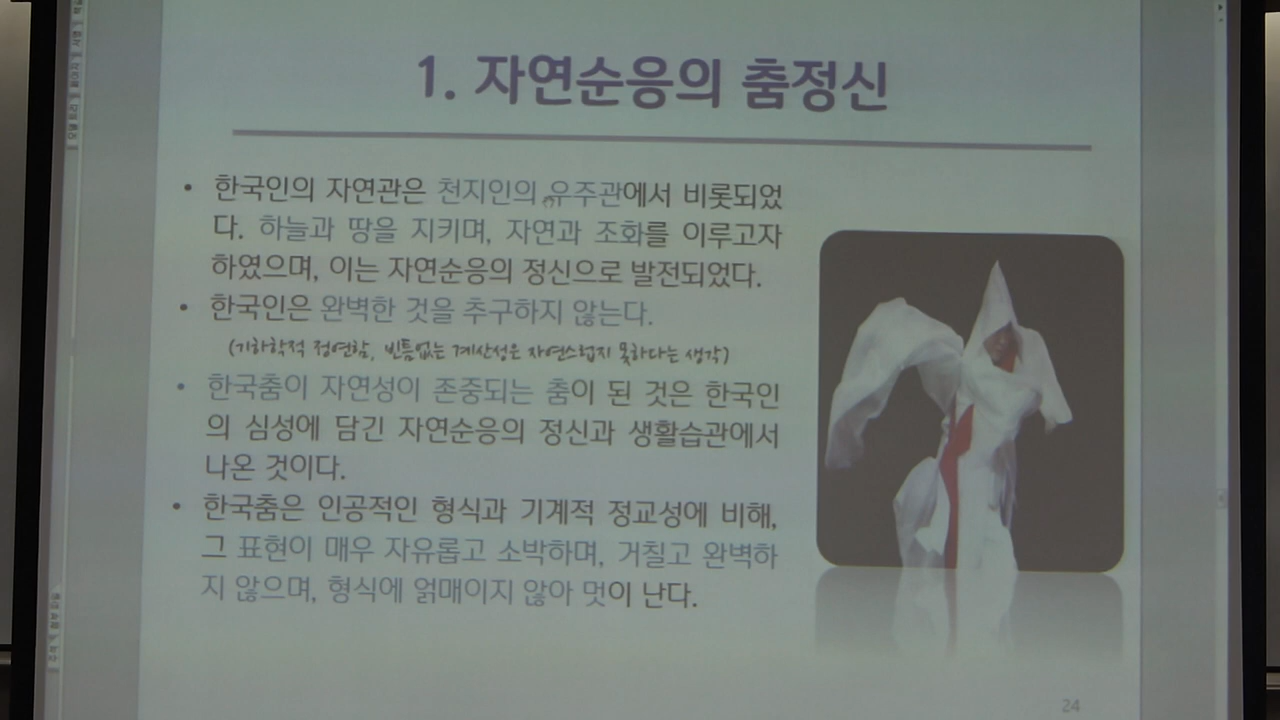 1. 자연순응의 춤정신
• 한국인의 자연관은 천지인의 우주관에서 비롯되었
다. 하늘과 땅을 지키며, 자연과 조화를 이루고자
하였으며, 이는 자연순응의 정신으로 발전되었다.
• 한국인은 완벽한 것을 추구하지 않는다.
(기하학적 정연함, 빈틈없는 계산성은 자연스럽지 못하다는 생각)
• 한국춤이 자연성이 존중되는 춤이 된 것은 한국인
의 심성에 담긴 자연순응의 정신과 생활습관에서
나온 것이다.
• 한국춤은 인공적인 형식과 기계적 정교성에 비해,
그 표현이 매우 자유롭고 소박하며, 거칠고 완벽하
지 않으며, 형식에 얽매이지 않아 멋이 난다.
24